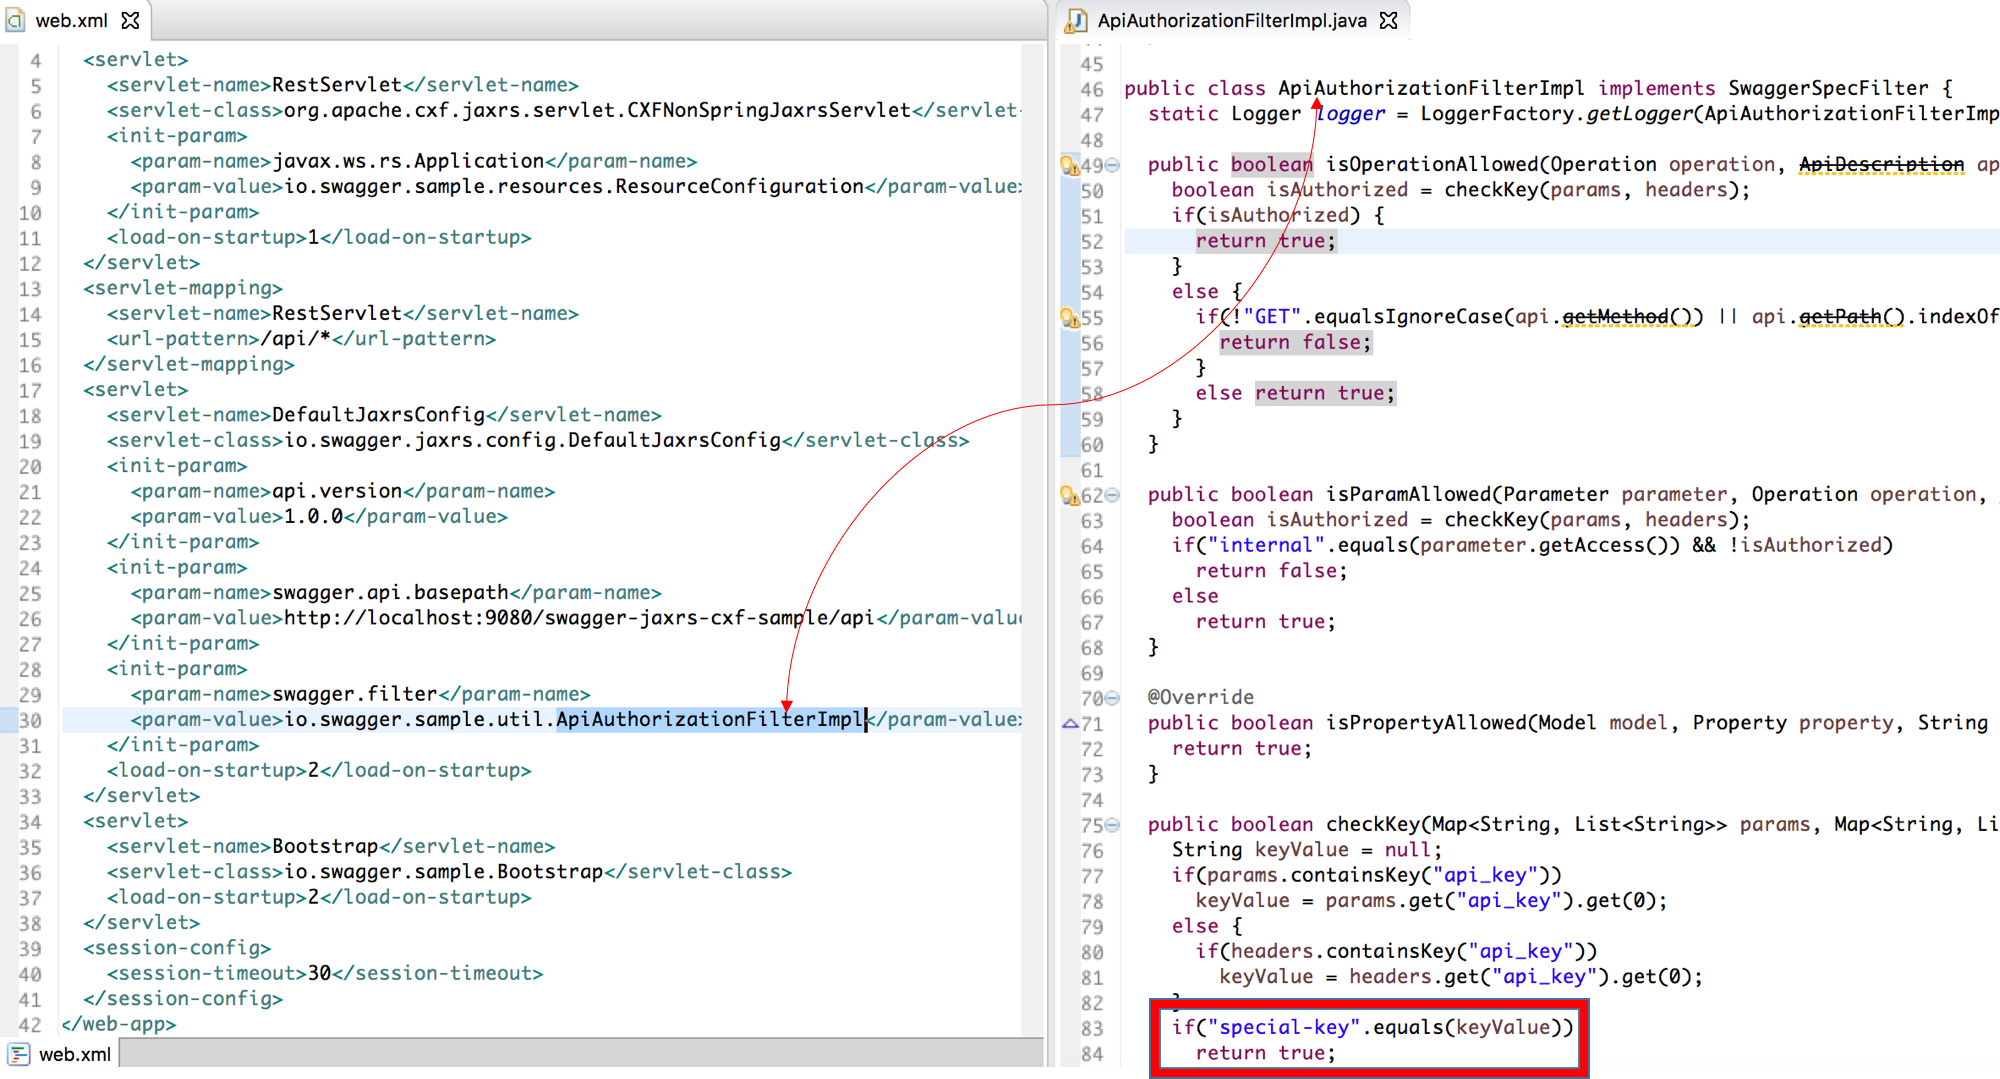 web.xml
4 <servlet>
5 <servlet-name>RestServlet</servlet-name>
6 <servlet-class>org.apache.cxf.jaxrs.servlet.CXFNonSpringJaxrsServlet</servlet-
7 <init-param>
8 <param-name>javax.ws.rs.Application</param-name>
9 <param-value>io.swagger.sample.resources.ResourceConfiguration</param-value>
10 </init-param>
11 <load-on-startup>1</load-on-startup>
12 </servlet>
13 <servlet-mapping>
14 <servlet-name>RestServlet</servlet-name>
15 <url-pattern>/api/*</url-pattern>
16 </servlet-mapping>
17 <servlet>
18 <servlet-name>DefaultJaxrsConfig</servlet-name>
19 <servlet-class>io.swagger.jaxrs.config.DefaultJaxrsConfig</servlet-class>
20 <init-param>
21 <param-name>api.version</param-name>
22 <param-value>1.0.0</param-value>
23 </init-param>
24 <init-param>
25 <param-name>swagger.api.basepath</param-name>
26 <param-value>http://localhost:9080/swagger-jaxrs-cxf-sample/api</param-valu
27 </init-param>
28 <init-param>
29 <param-name>swagger.filter</param-name>
30 <param-value>io.swagger.sample.util.ApiAuthorizationFilterImpl</param-value>
31 </init-param>
32 <load-on-startup>2</load-on-startup>
33 </servlet>
34 <servlet>
35 <servlet-name>Bootstrap</servlet-name>
36 <servlet-class>io.swagger.sample.Bootstrap</servlet-class>
37 <load-on-startup>2</load-on-startup>
38 </servlet>
39 <session-config>
40 <session-timeout>30</session-timeout>
41 </session-config>
42 </web-app>
web.xml
ApiAuthorizationFilterImpl.java
45
46 public class ApiAuthorizationFilterImpl implements SwaggerSpecFilter {
47 static Logger logger = LoggerFactory.getLogger(ApiAuthorizationFilterImp
48
49 public boolean isOperationAllowed(Operation operation, ApiDescription ap
50 boolean isAuthorized = checkKey(params, headers);
51 if(isAuthorized) {
52 return true;
53 }
54 else {
55 if(!"GET".equalsIgnoreCase(api.getMethod()) || api.getPath().indexOf
56 return false;
57 }
58 else return true;
59 }
60 }
61
62 public boolean isParamAllowed(Parameter parameter, Operation operation,
63 boolean isAuthorized = checkKey(params, headers);
64 if("internal".equals(parameter.getAccess()) && !isAuthorized)
65 return false;
66 else
67 return true;
68 }
69
70 @Override
71 public boolean isPropertyAllowed(Model model, Property property, String
72 return true;
73 }
74
75 public boolean checkKey(Map<String, List<String>> params, Map<String, Li
76 String keyValue = null;
77 if(params.containsKey("api_key"))
78 keyValue = params.get("api_key").get(0);
79 else {
80 if(headers.containsKey("api_key"))
81 keyValue = headers.get("api_key").get(0);
82 }
83 if("special-key".equals(keyValue))
84 return true;